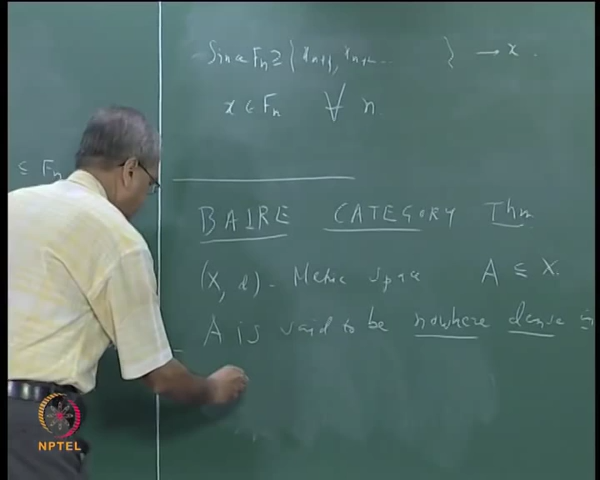 Since Fn ⊇ { xn+1, xn+2 ... } → x.
x ∈ Fn ∀ n
⊆ Fn
BAIRE CATEGORY Thm
(X, d) - Metric space A ⊆ X.
A is said to be nowhere dense in
NPTEL